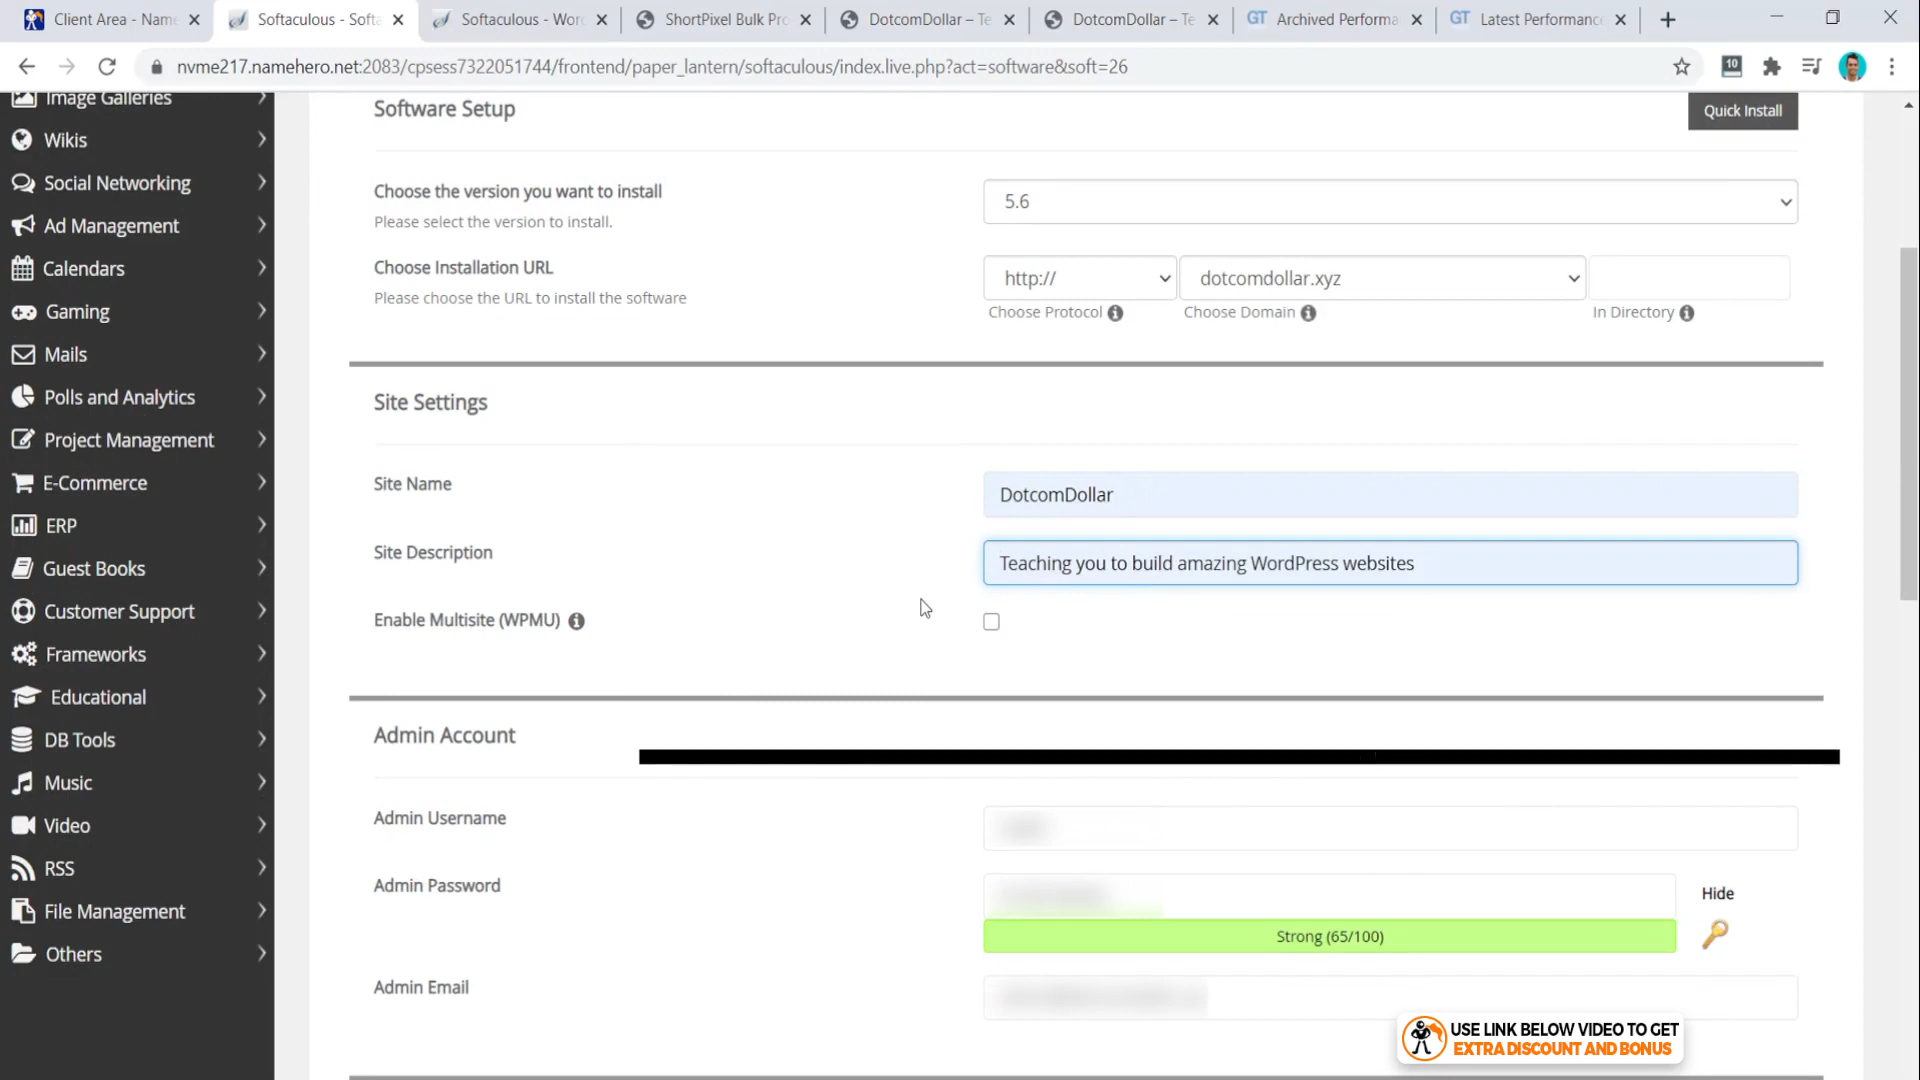 Client Area - Name
Softaculous - Softa
Softaculous - Wor
ShortPixel Bulk Pro
DotcomDollar – Te
DotcomDollar – Te
GT Archived Performa
GT Latest Performance
nvme217.namehero.net:2083/cpsess7322051744/frontend/paper_lantern/softaculous/index.live.php?act=software&soft=26
10
Image Galleries
Wikis
Social Networking
Ad Management
Calendars
Gaming
Mails
Polls and Analytics
Project Management
E-Commerce
ERP
Guest Books
Customer Support
Frameworks
Educational
DB Tools
Music
Video
RSS
File Management
Others
Software Setup
Quick Install
Choose the version you want to install
Please select the version to install.
5.6
Choose Installation URL
Please choose the URL to install the software
http://
dotcomdollar.xyz
Choose Protocol
Choose Domain
In Directory
Site Settings
Site Name
DotcomDollar
Site Description
Teaching you to build amazing WordPress websites
Enable Multisite (WPMU)
Admin Account
Admin Username
Admin Password
Hide
Strong (65/100)
Admin Email
USE LINK BELOW VIDEO TO GET
EXTRA DISCOUNT AND BONUS